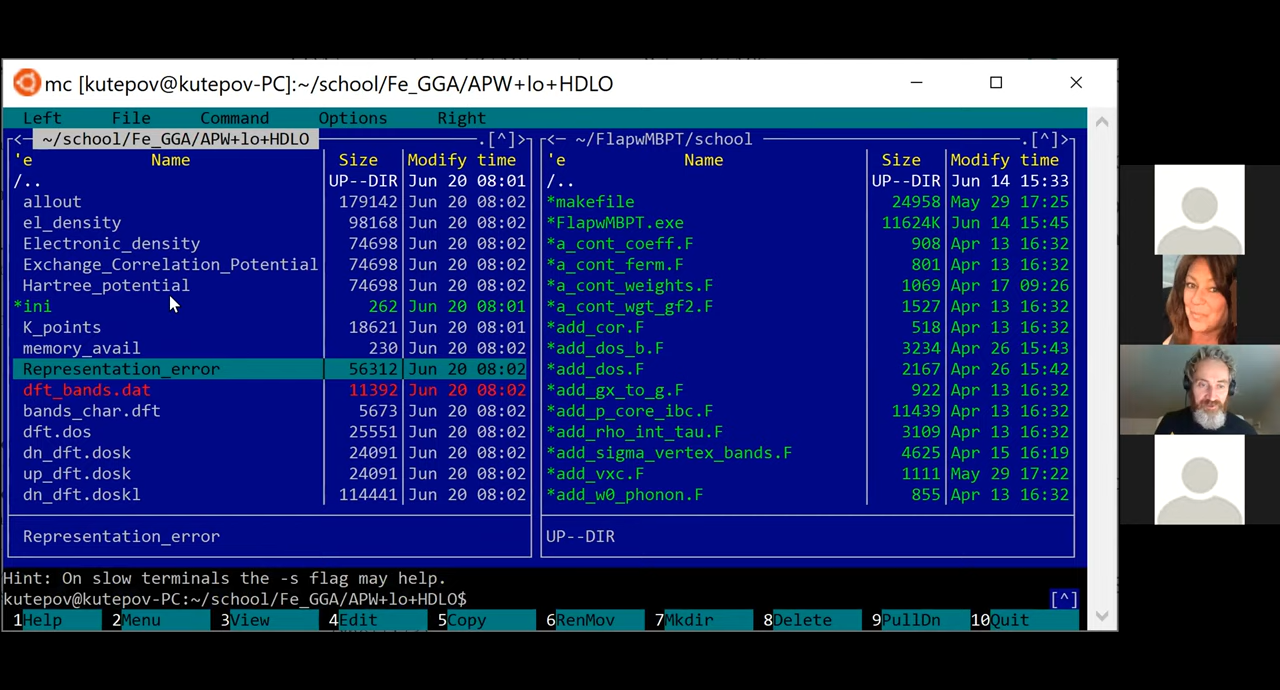 mc [kutepov@kutepov-PC]:~/school/Fe_GGA/APW+lo+HDLO
Left File Command Options Right
<─ ~/school/Fe_GGA/APW+lo+HDLO .[^]>
'e Name Size Modify time
/.. UP--DIR Jun 20 08:01
allout 179142 Jun 20 08:02
el_density 98168 Jun 20 08:02
Electronic_density 74698 Jun 20 08:02
Exchange_Correlation_Potential 74698 Jun 20 08:02
Hartree_potential 74698 Jun 20 08:02
*ini 262 Jun 20 08:01
K_points 18621 Jun 20 08:01
memory_avail 230 Jun 20 08:02
Representation_error 56312 Jun 20 08:02
dft_bands.dat 11392 Jun 20 08:02
bands_char.dft 5673 Jun 20 08:02
dft.dos 25551 Jun 20 08:02
dn_dft.dosk 24091 Jun 20 08:02
up_dft.dosk 24091 Jun 20 08:02
dn_dft.doskl 114441 Jun 20 08:02
Representation_error
<─ ~/FlapwMBPT/school .[^]>
'e Name Size Modify time
/.. UP--DIR Jun 14 15:33
*makefile 24958 May 29 17:25
*FlapwMBPT.exe 11624K Jun 14 15:45
*a_cont_coeff.F 908 Apr 13 16:32
*a_cont_ferm.F 801 Apr 13 16:32
*a_cont_weights.F 1069 Apr 17 09:26
*a_cont_wgt_gf2.F 1527 Apr 13 16:32
*add_cor.F 518 Apr 13 16:32
*add_dos_b.F 3234 Apr 26 15:43
*add_dos.F 2167 Apr 26 15:42
*add_gx_to_g.F 922 Apr 13 16:32
*add_p_core_ibc.F 11439 Apr 13 16:32
*add_rho_int_tau.F 3109 Apr 13 16:32
*add_sigma_vertex_bands.F 4625 Apr 15 16:19
*add_vxc.F 1111 May 29 17:22
*add_w0_phonon.F 855 Apr 13 16:32
UP--DIR
Hint: On slow terminals the -s flag may help.
kutepov@kutepov-PC:~/school/Fe_GGA/APW+lo+HDLO$ [^]
1Help 2Menu 3View 4Edit 5Copy 6RenMov 7Mkdir 8Delete 9PullDn 10Quit